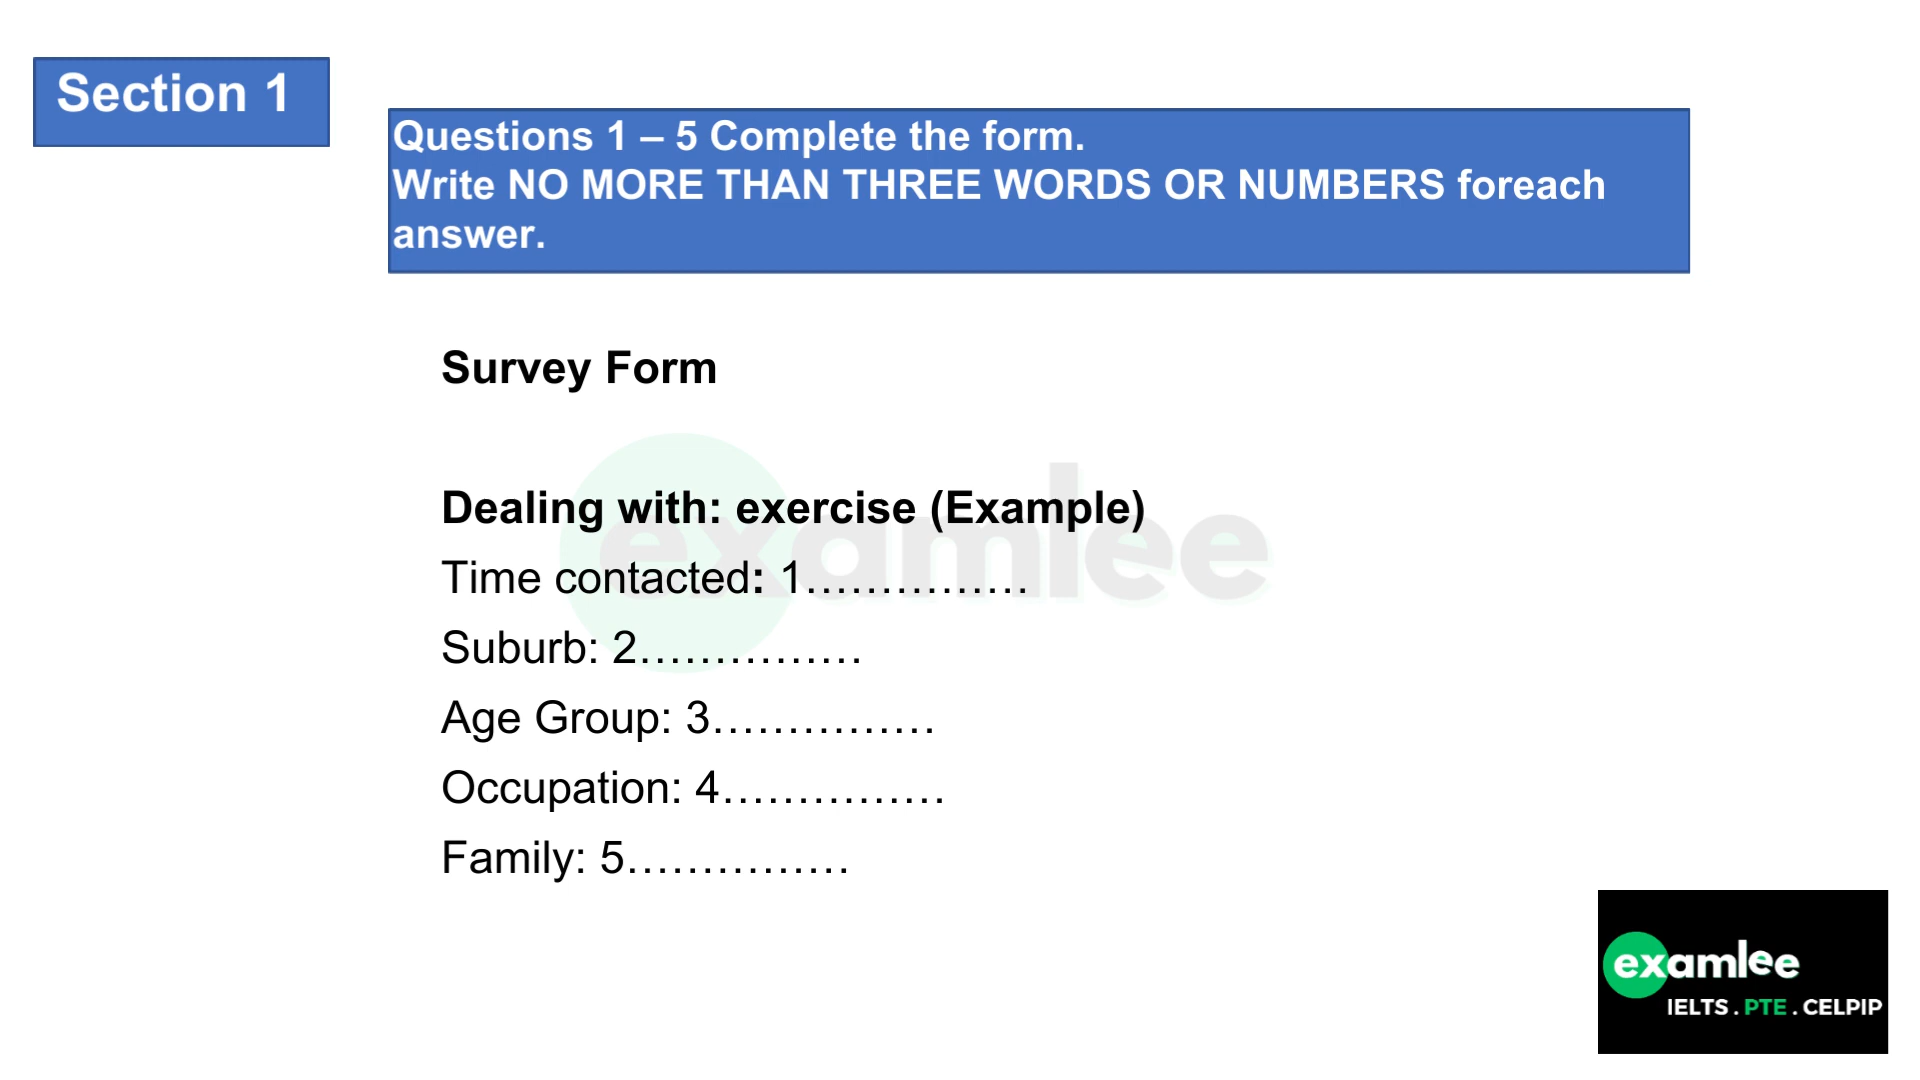 Section 1
Questions 1 – 5 Complete the form.
Write NO MORE THAN THREE WORDS OR NUMBERS foreach
answer.
Survey Form
Dealing with: exercise (Example)
Time contacted: 1……………
Suburb: 2……………
Age Group: 3……………
Occupation: 4……………
Family: 5……………
examlee
examlee
IELTS . PTE . CELPIP